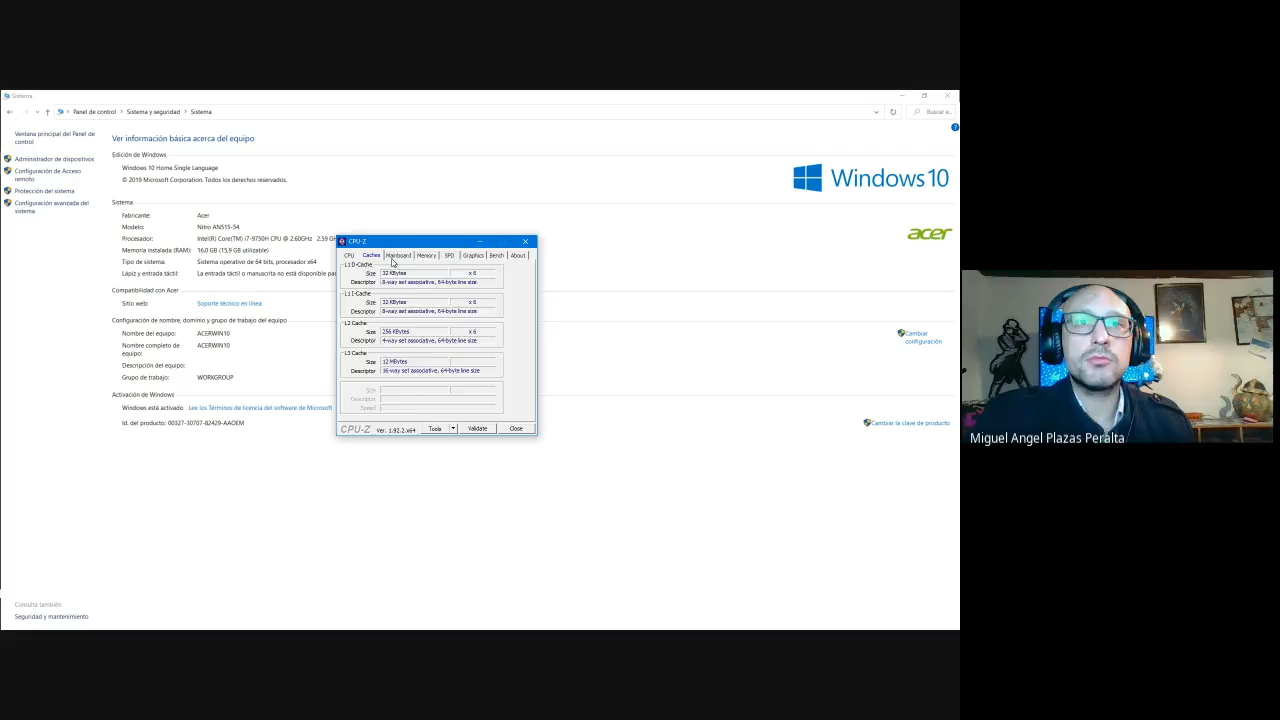 Sistema
Panel de control > Sistema y seguridad > Sistema
Buscar e...
Ventana principal del Panel de
control
Administrador de dispositivos
Configuración de Acceso
remoto
Protección del sistema
Configuración avanzada del
sistema
Ver información básica acerca del equipo
Edición de Windows
Windows 10 Home Single Language
© 2019 Microsoft Corporation. Todos los derechos reservados.
Windows 10
Sistema
Fabricante: Acer
Modelo: Nitro AN515-54
Procesador: Intel(R) Core(TM) i7-9750H CPU @ 2.60GHz 2.59 GH
Memoria instalada (RAM): 16,0 GB (15,9 GB utilizable)
Tipo de sistema: Sistema operativo de 64 bits, procesador x64
Lápiz y entrada táctil: La entrada táctil o manuscrita no está disponible pa
acer
Compatibilidad con Acer
Sitio web: Soporte técnico en línea
Configuración de nombre, dominio y grupo de trabajo del equipo
Nombre del equipo: ACERWIN10
Nombre completo de
equipo: ACERWIN10
Descripción del equipo:
Grupo de trabajo: WORKGROUP
Cambiar
configuración
Activación de Windows
Windows está activado Lee los Términos de licencia del software de Microsoft
Id. del producto: 00327-30707-82429-AAOEM
Cambiar la clave de producto
Consulta también
Seguridad y mantenimiento
CPU-Z
CPU Caches Mainboard Memory SPD Graphics Bench About
L1 D-Cache
Size 32 KBytes x 6
Descriptor 8-way set associative, 64-byte line size
L1 I-Cache
Size 32 KBytes x 6
Descriptor 8-way set associative, 64-byte line size
L2 Cache
Size 256 KBytes x 6
Descriptor 4-way set associative, 64-byte line size
L3 Cache
Size 12 MBytes
Descriptor 16-way set associative, 64-byte line size
Size
Descriptor
Speed
CPU-Z Ver. 1.92.2.x64 Tools Validate Close
Miguel Angel Plazas Peralta